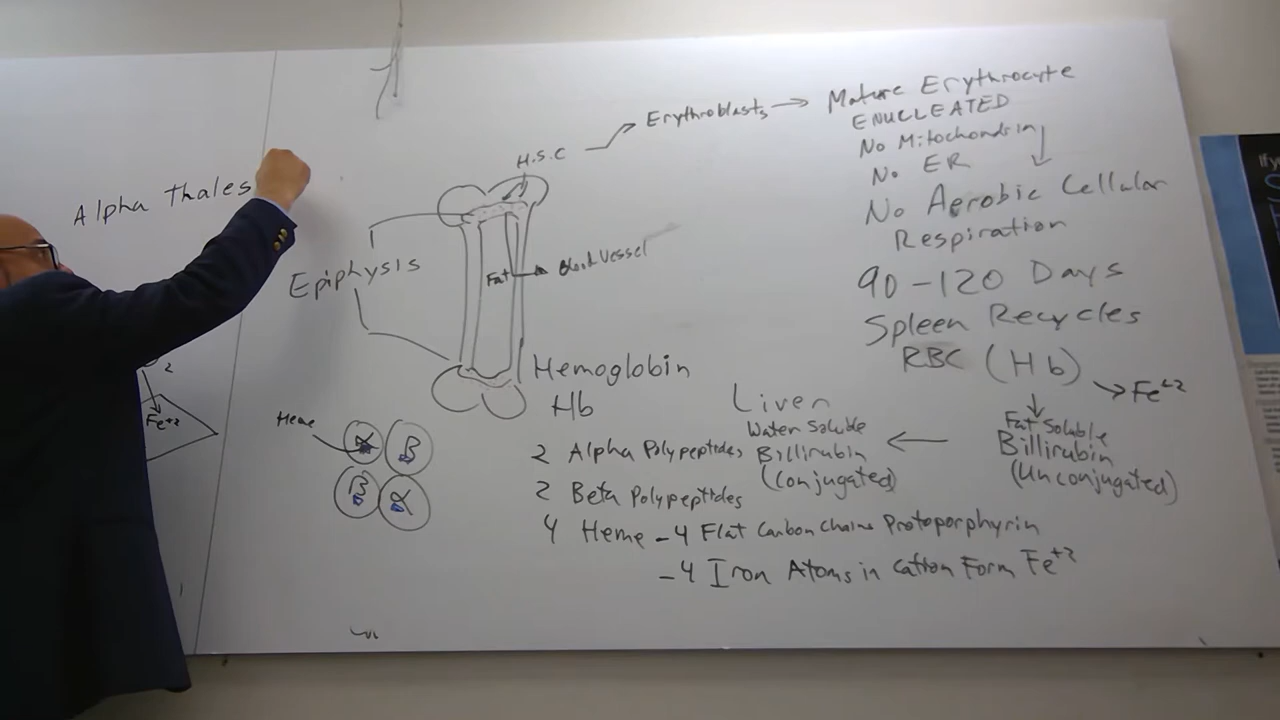 Alpha Thales
H.S.C
Erythroblasts
Mature Erythrocyte
ENUCLEATED
No Mitochondria
No ER
No Aerobic Cellular
Respiration
90-120 Days
Spleen Recycles
RBC (Hb)
Fe+2
Fat Soluble
Billirubin
(Unconjugated)
Liver
Water Soluble
Billirubin
(Conjugated)
Epiphysis
Fat
Blood Vessel
Hemoglobin
Hb
2 Alpha Polypeptides
2 Beta Polypeptides
4 Heme - 4 Flat Carbon Chains Protoporphyrin
- 4 Iron Atoms in Cation Form Fe+2
Heme
α B
B α
2
Fe+2
If y